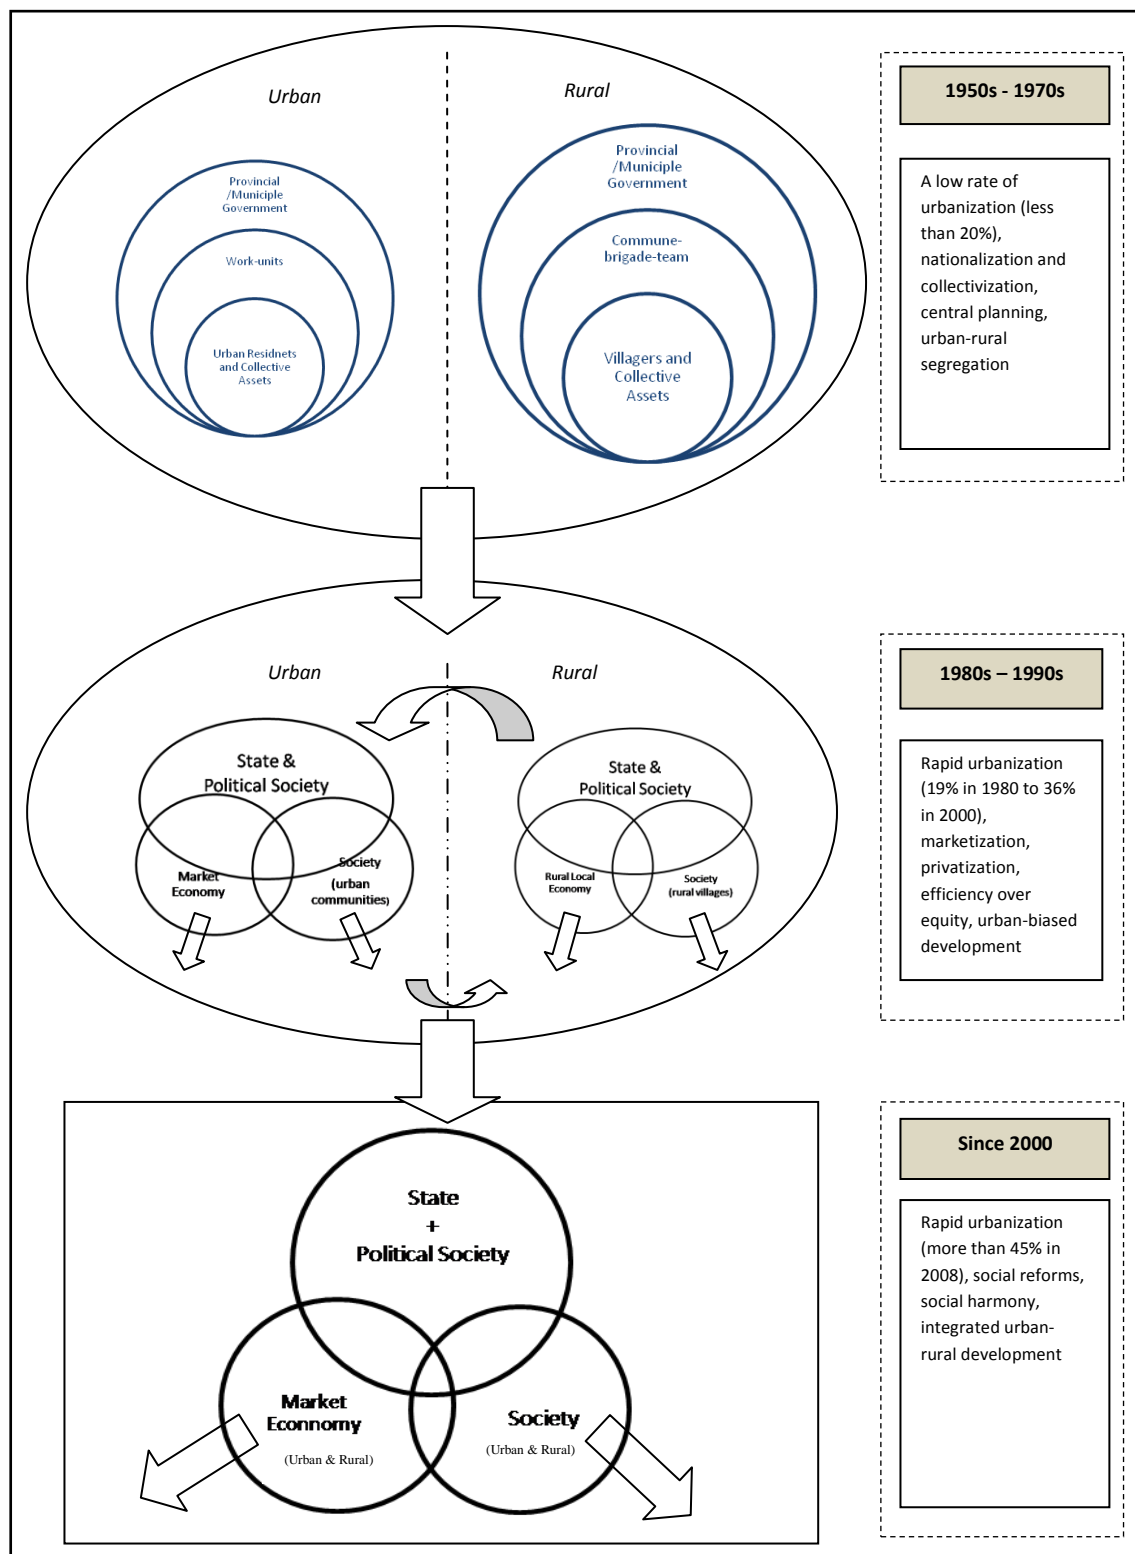 Urban
Rural
Provincial
/Municiple
Government
Work-units
Urban Residnets
and Collective
Assets
Provincial
/Municiple
Government
Commune-
brigade-team
Villagers and
Collective
Assets
1950s - 1970s
A low rate of
urbanization (less
than 20%),
nationalization and
collectivization,
central planning,
urban-rural
segregation
Urban
Rural
State &
Political Society
Market
Economy
Society
(urban
communities)
State &
Political Society
Rural Local
Economy
Society
(rural villages)
1980s – 1990s
Rapid urbanization
(19% in 1980 to 36%
in 2000),
marketization,
privatization,
efficiency over
equity, urban-biased
development
State
+
Political Society
Market
Econnomy
(Urban & Rural)
Society
(Urban & Rural)
Since 2000
Rapid urbanization
(more than 45% in
2008), social reforms,
social harmony,
integrated urban-
rural development